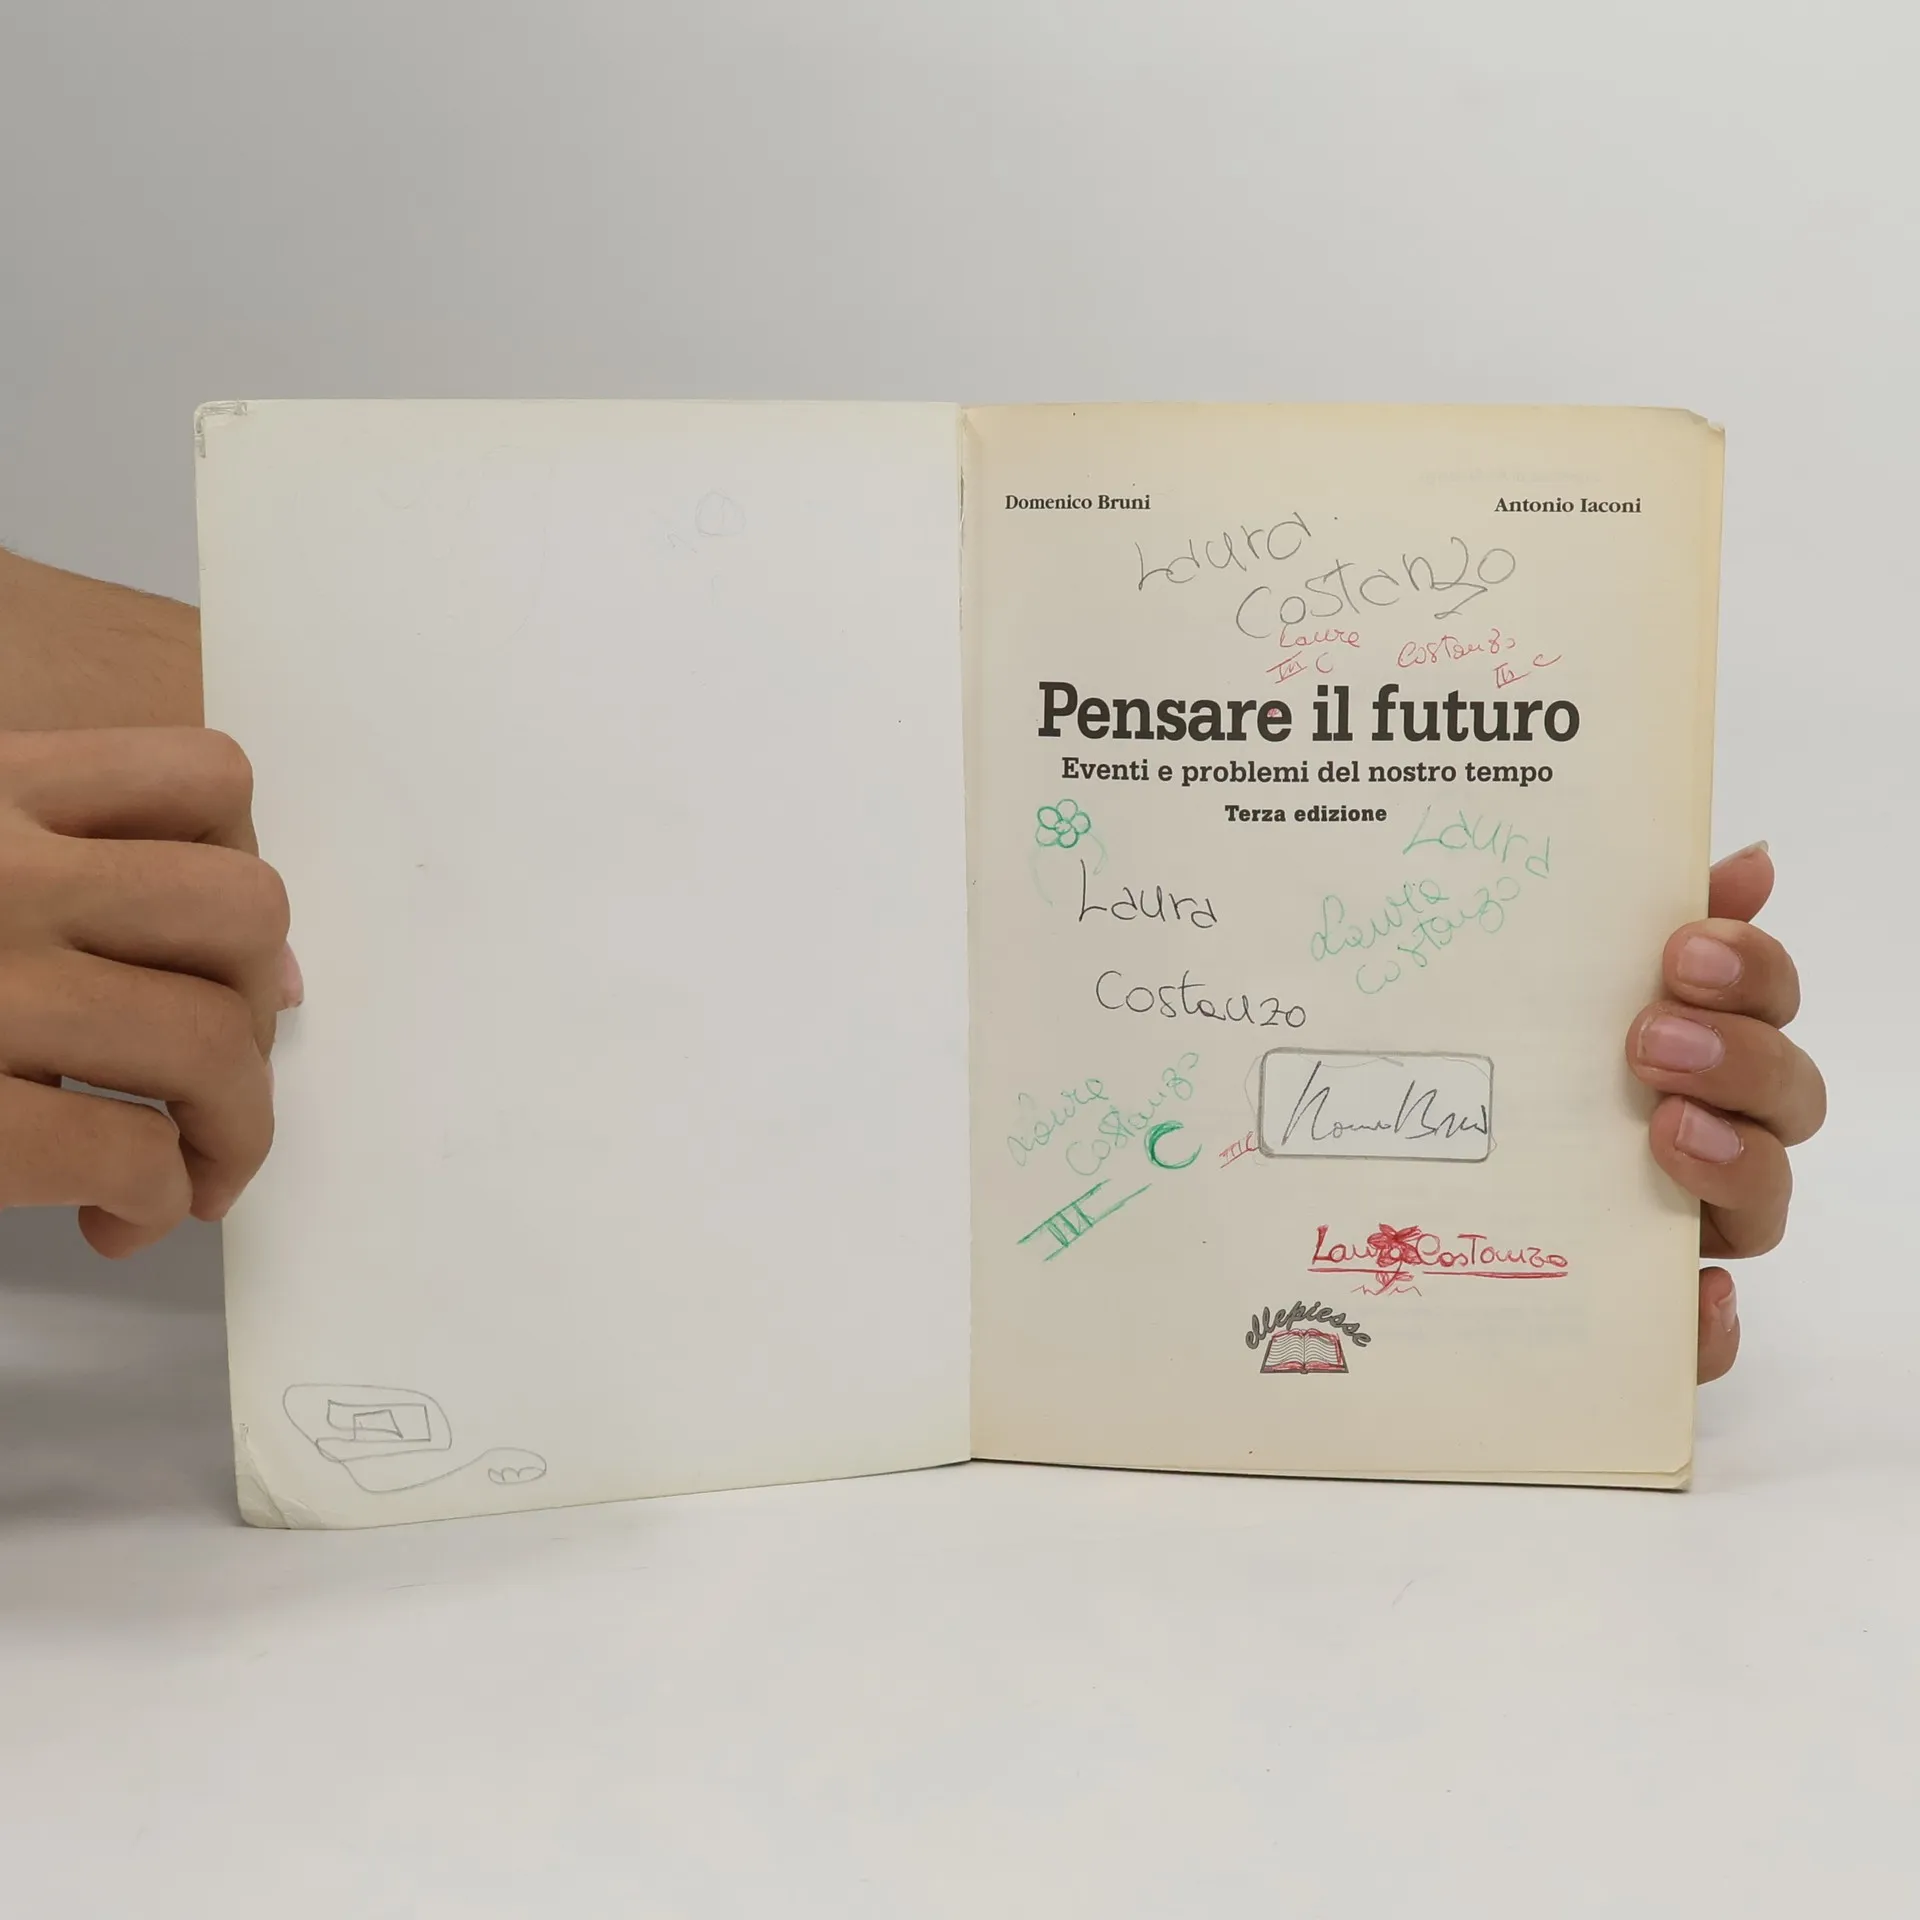 Domenico Bruni Antonio Iaconi
Laura
Costanzo
Laura Costanzo
III C III C
Pensare il futuro
Eventi e problemi del nostro tempo
Terza edizione
Laura
Laura
Laura
Costanzo
Costanzo
Laura
Costanzo
C
III C
III
Laura Costanzo
ellepiesse